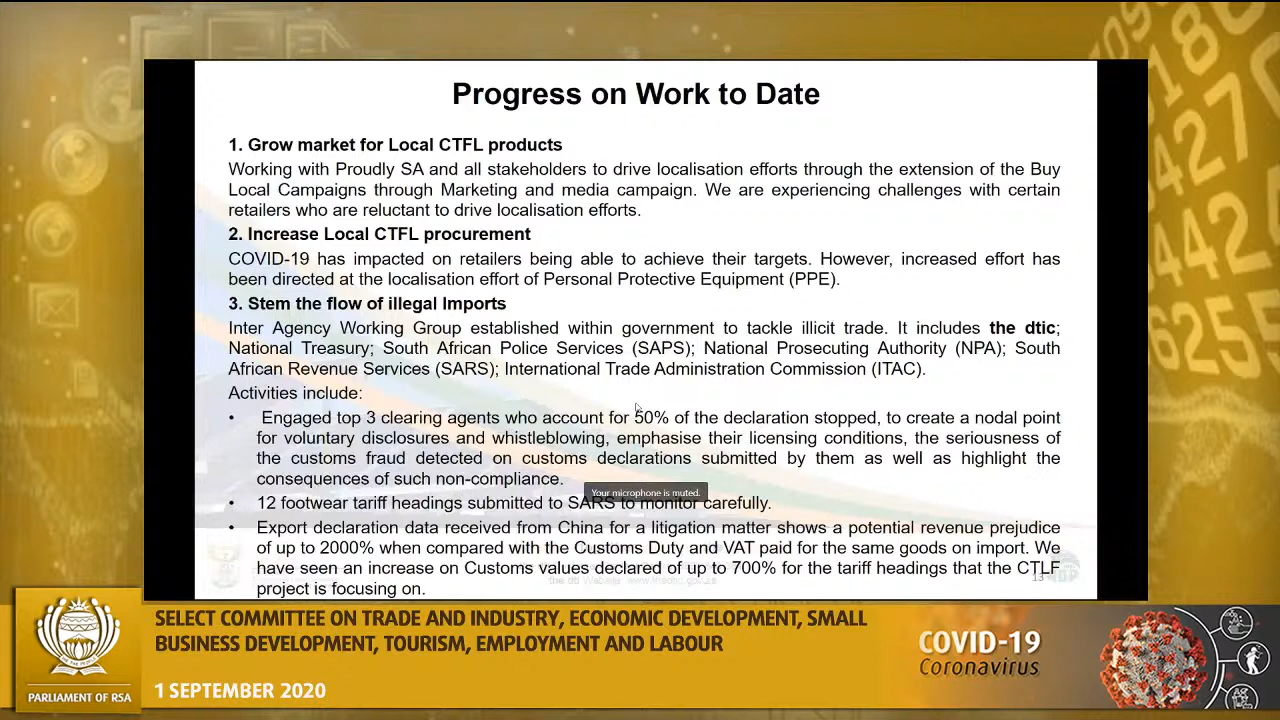 Progress on Work to Date
1. Grow market for Local CTFL products
Working with Proudly SA and all stakeholders to drive localisation efforts through the extension of the Buy
Local Campaigns through Marketing and media campaign. We are experiencing challenges with certain
retailers who are reluctant to drive localisation efforts.
2. Increase Local CTFL procurement
COVID-19 has impacted on retailers being able to achieve their targets. However, increased effort has
been directed at the localisation effort of Personal Protective Equipment (PPE).
3. Stem the flow of illegal Imports
Inter Agency Working Group established within government to tackle illicit trade. It includes the dtic;
National Treasury; South African Police Services (SAPS); National Prosecuting Authority (NPA); South
African Revenue Services (SARS); International Trade Administration Commission (ITAC).
Activities include:
• Engaged top 3 clearing agents who account for 50% of the declaration stopped, to create a nodal point
for voluntary disclosures and whistleblowing, emphasise their licensing conditions, the seriousness of
the customs fraud detected on customs declarations submitted by them as well as highlight the
consequences of such non-compliance.
Your microphone is muted.
• 12 footwear tariff headings submitted to SARS to monitor carefully.
• Export declaration data received from China for a litigation matter shows a potential revenue prejudice
of up to 2000% when compared with the Customs Duty and VAT paid for the same goods on import. We
have seen an increase on Customs values declared of up to 700% for the tariff headings that the CTLF
project is focusing on.
13
SELECT COMMITTEE ON TRADE AND INDUSTRY, ECONOMIC DEVELOPMENT, SMALL
BUSINESS DEVELOPMENT, TOURISM, EMPLOYMENT AND LABOUR
1 SEPTEMBER 2020
PARLIAMENT OF RSA
COVID-19
Coronavirus